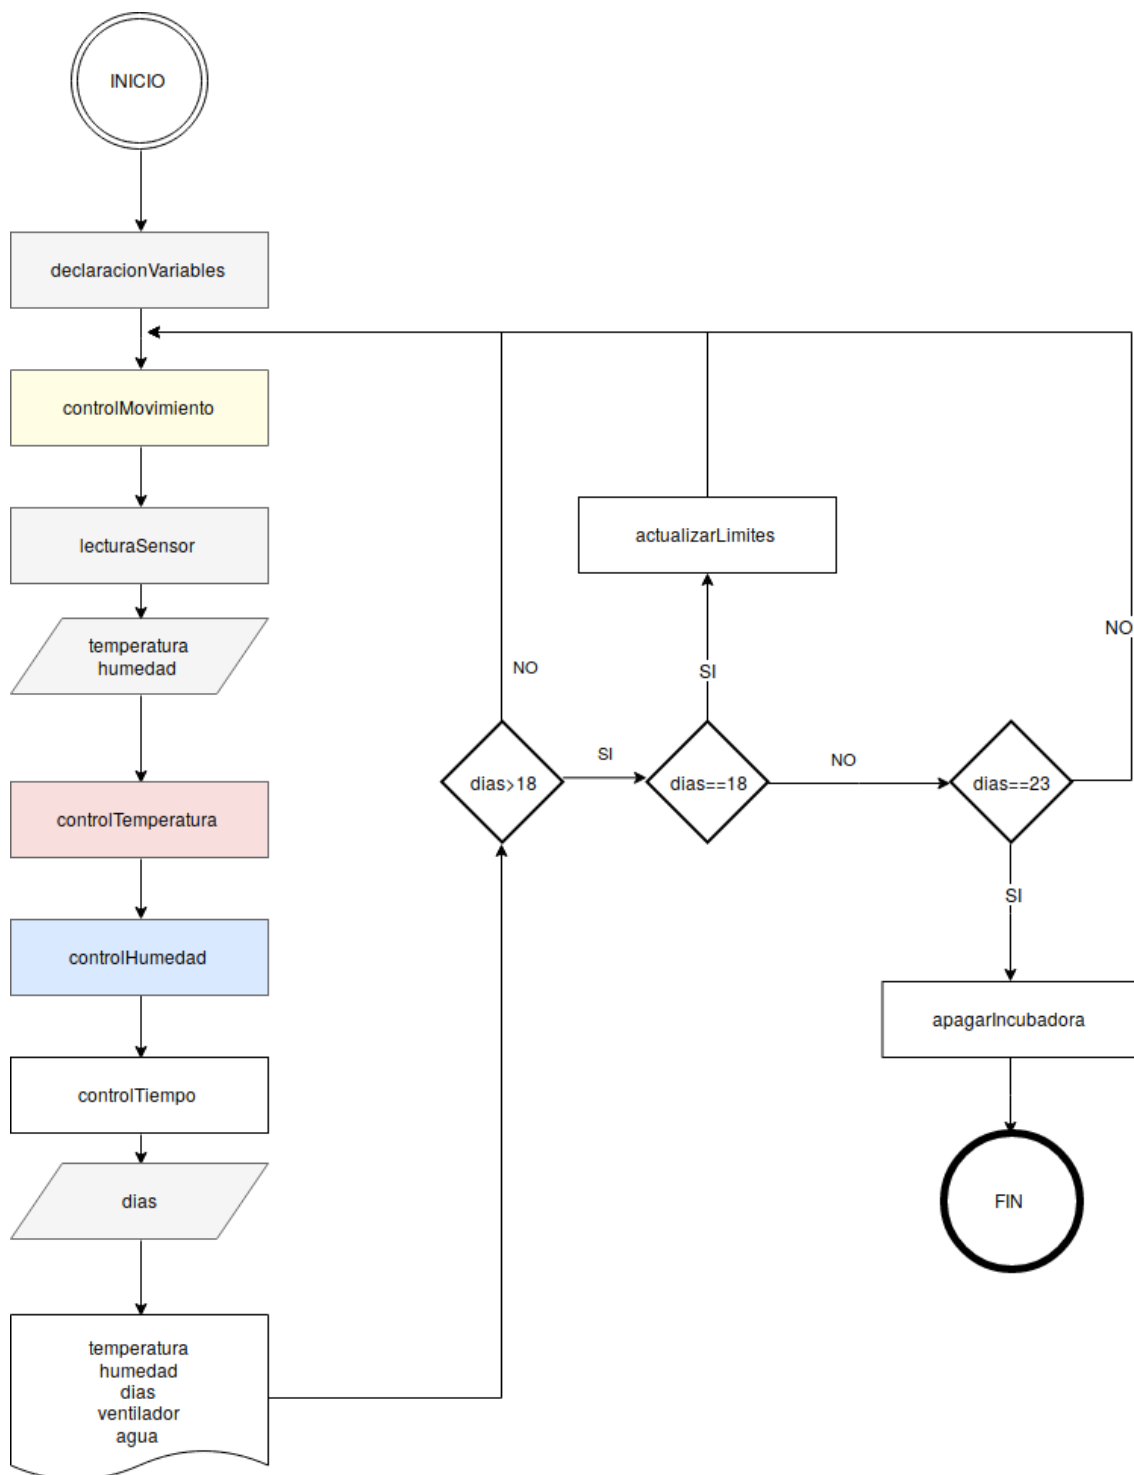 INICIO
declaracionVariables
controlMovimiento
lecturaSensor
temperatura
humedad
controlTemperatura
controlHumedad
controlTiempo
dias
temperatura
humedad
dias
ventilador
agua
dias>18
NO
SI
dias==18
SI
actualizarLimites
NO
dias==23
NO
SI
apagarIncubadora
FIN